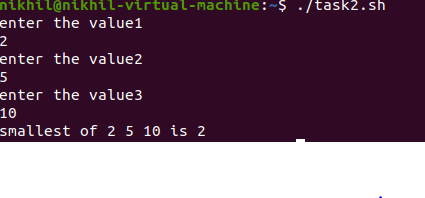 nikhil@nikhil-virtual-machine:~$ ./task2.sh
enter the value1
2
enter the value2
5
enter the value3
10
smallest of 2 5 10 is 2